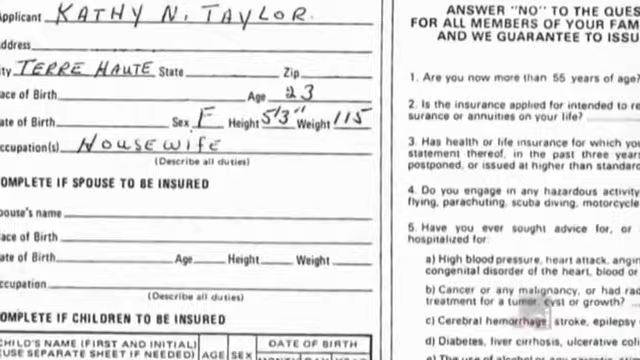 Applicant KATHY N. TAYLOR.
Address
City TERRE HAUTE State Zip
Place of Birth Age 23
Date of Birth Sex F Height 5'3" Weight 115
Occupation(s) HOUSEWIFE
(Describe all duties)
COMPLETE IF SPOUSE TO BE INSURED
Spouse's name
Place of Birth
Date of Birth Age Height Weight
Occupation
(Describe all duties)
COMPLETE IF CHILDREN TO BE INSURED
CHILD'S NAME (FIRST AND INITIAL)
(USE SEPARATE SHEET IF NEEDED) AGE SEX DATE OF BIRTH
ANSWER "NO" TO THE QUES
FOR ALL MEMBERS OF YOUR FAM
AND WE GUARANTEE TO ISSU
1. Are you now more than 55 years of age?
2. Is the insurance applied for intended to re
surance or annuities on your life?
3. Has health or life insurance for which you
statement thereof, in the past three years
postponed, or issued at higher than standard
4. Do you engage in any hazardous activity
flying, parachuting, scuba diving, motorcycle
5. Have you ever sought advice for, or
hospitalized for:
a) High blood pressure, heart attack, angin
congenital disorder of the heart, blood or
b) Cancer or any malignancy, or had rad
treatment for a tumor, cyst or growth?
c) Cerebral hemorrhage, stroke, epilepsy
d) Diabetes, liver cirrhosis, ulcerative co